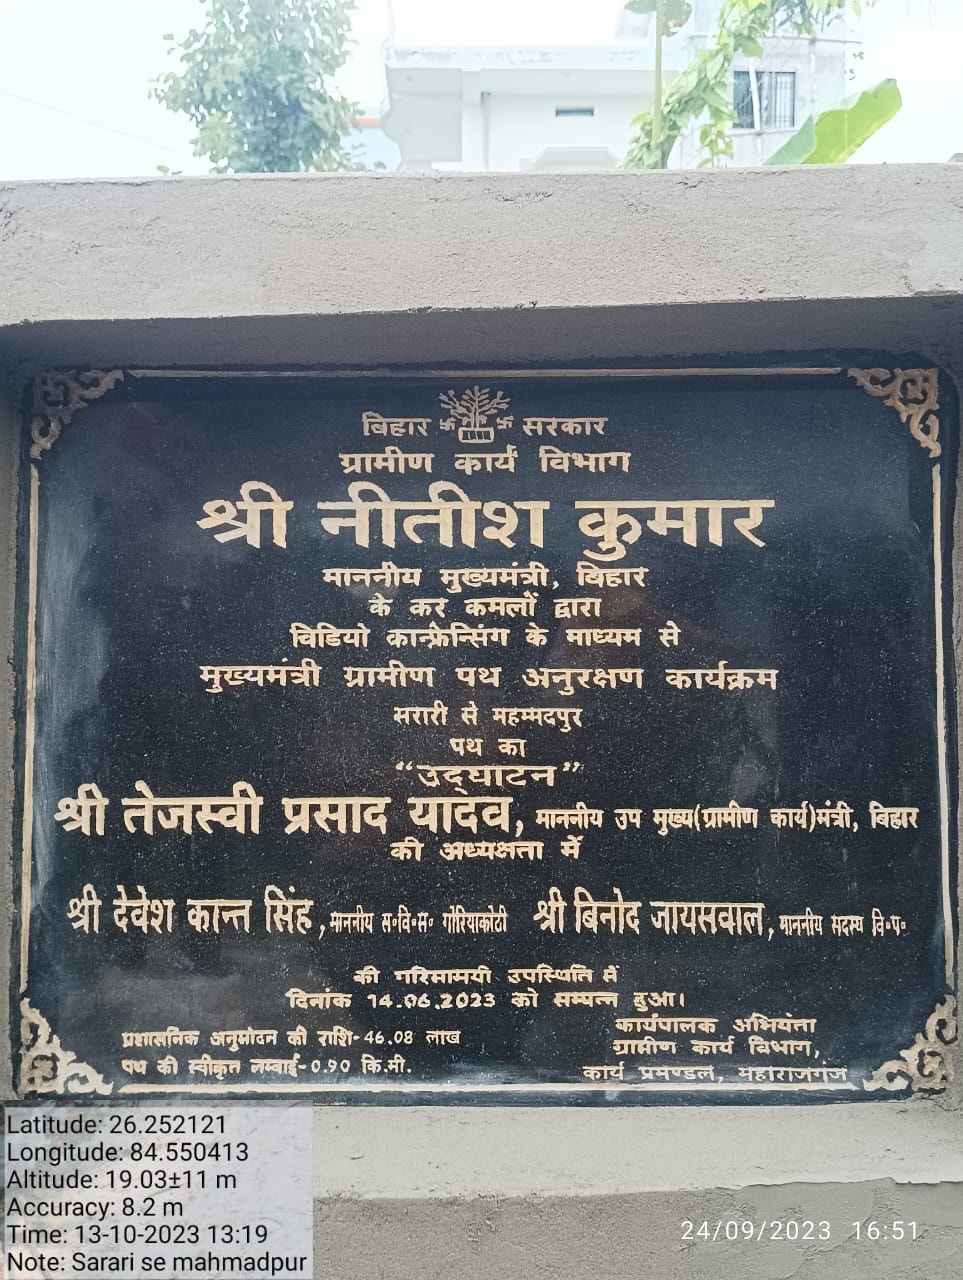 बिहार सरकार
ग्रामीण कार्य विभाग
श्री नीतीश कुमार
माननीय मुख्यमंत्री, बिहार
के कर कमलों द्वारा
विडियो कान्फ्रेन्सिंग के माध्यम से
मुख्यमंत्री ग्रामीण पथ अनुरक्षण कार्यक्रम
सरारी से महम्मदपुर
पथ का
“उद्घाटन”
श्री तेजस्वी प्रसाद यादव, माननीय उप मुख्य(ग्रामीण कार्य)मंत्री, बिहार
की अध्यक्षता में
श्री देवेश कान्त सिंह, माननीय स॰वि॰स॰ गोरियाकोठी श्री बिनोद जायसवाल, माननीय सदस्य वि॰प॰
की गरिमामयी उपस्थिति में
दिनांक 14.06.2023 को सम्पन्न हुआ।
प्रशासनिक अनुमोदन की राशि-46.08 लाख
पथ की स्वीकृत लम्बाई-0.90 कि.मी.
कार्यपालक अभियंता
ग्रामीण कार्य विभाग,
कार्य प्रमण्डल, महाराजगंज
Latitude: 26.252121
Longitude: 84.550413
Altitude: 19.03±11 m
Accuracy: 8.2 m
Time: 13-10-2023 13:19
Note: Sarari se mahmadpur
24/09/2023 16:51